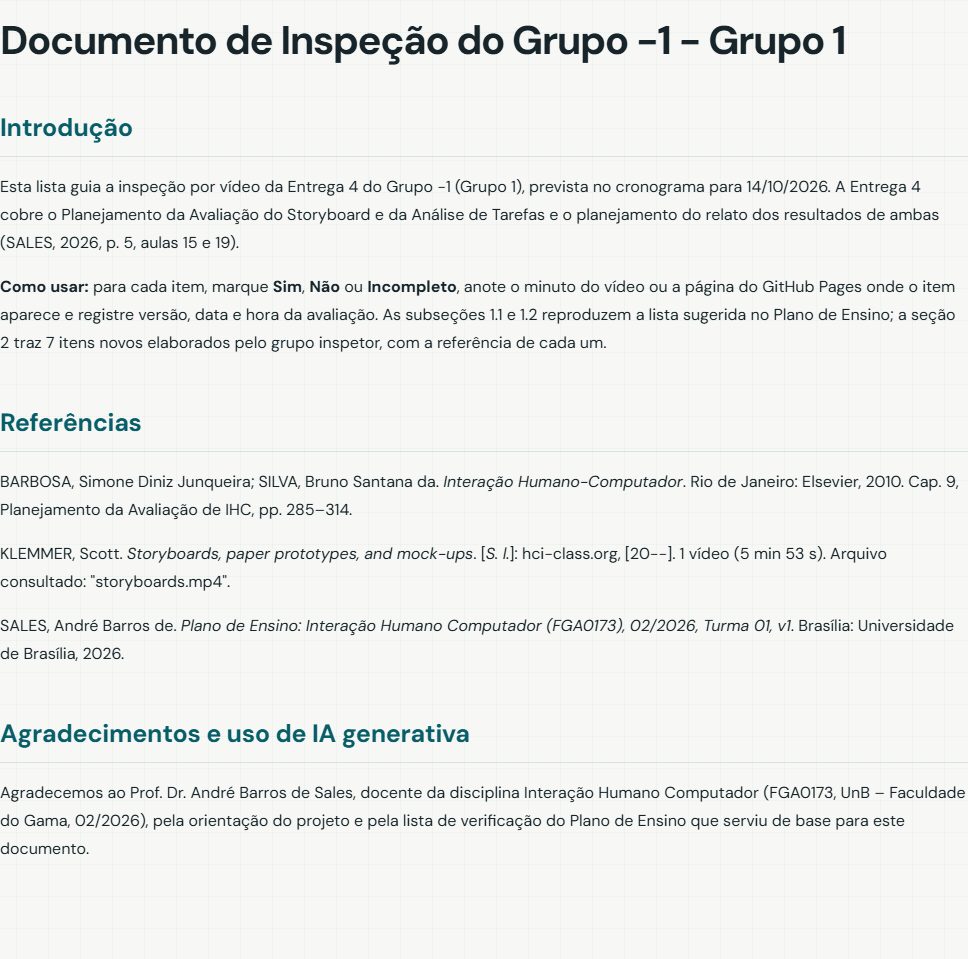 Documento de Inspeção do Grupo -1 – Grupo 1
Introdução
Esta lista guia a inspeção por vídeo da Entrega 4 do Grupo -1 (Grupo 1), prevista no cronograma para 14/10/2026. A Entrega 4
cobre o Planejamento da Avaliação do Storyboard e da Análise de Tarefas e o planejamento do relato dos resultados de ambas
(SALES, 2026, p. 5, aulas 15 e 19).
Como usar: para cada item, marque Sim, Não ou Incompleto, anote o minuto do vídeo ou a página do GitHub Pages onde o item
aparece e registre versão, data e hora da avaliação. As subseções 1.1 e 1.2 reproduzem a lista sugerida no Plano de Ensino; a seção
2 traz 7 itens novos elaborados pelo grupo inspetor, com a referência de cada um.
Referências
BARBOSA, Simone Diniz Junqueira; SILVA, Bruno Santana da. Interação Humano-Computador. Rio de Janeiro: Elsevier, 2010. Cap. 9,
Planejamento da Avaliação de IHC, pp. 285–314.
KLEMMER, Scott. Storyboards, paper prototypes, and mock-ups. [S. l.]: hci-class.org, [20--]. 1 vídeo (5 min 53 s). Arquivo
consultado: "storyboards.mp4".
SALES, André Barros de. Plano de Ensino: Interação Humano Computador (FGA0173), 02/2026, Turma 01, v1. Brasília: Universidade
de Brasília, 2026.
Agradecimentos e uso de IA generativa
Agradecemos ao Prof. Dr. André Barros de Sales, docente da disciplina Interação Humano Computador (FGA0173, UnB – Faculdade
do Gama, 02/2026), pela orientação do projeto e pela lista de verificação do Plano de Ensino que serviu de base para este
documento.